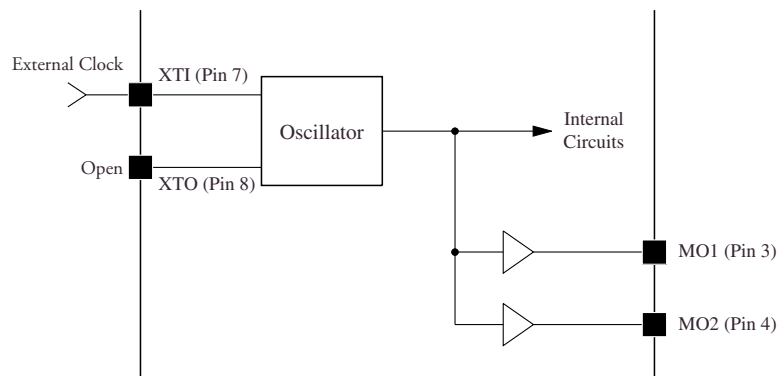 External Clock
XTI (Pin 7)
Oscillator
Internal
Circuits
Open
XTO (Pin 8)
MO1 (Pin 3)
MO2 (Pin 4)